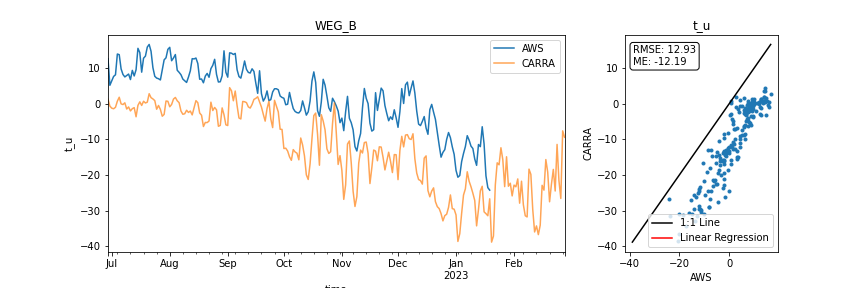 WEG_B
t_u
AWS
CARRA
10
0
−10
−20
−30
−40
Jul
Aug
Sep
Oct
Nov
Dec
Jan
2023
Feb
t_u
RMSE: 12.93
ME: -12.19
CARRA
10
0
−10
−20
−30
−40
1:1 Line
Linear Regression
−40
−20
0
AWS